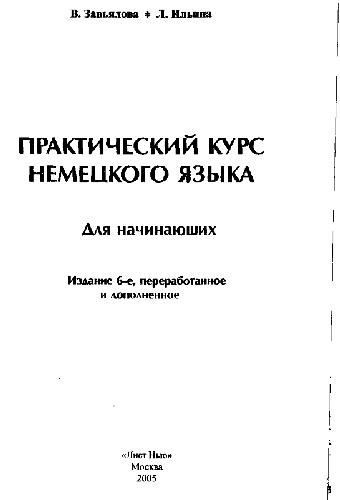 В. Завьялова • Л. Ильина
ПРАКТИЧЕСКИЙ КУРС
НЕМЕЦКОГО ЯЗЫКА
Для начинающих
Издание 6-е, переработанное
и дополненное
«Лист Нью»
Москва
2005